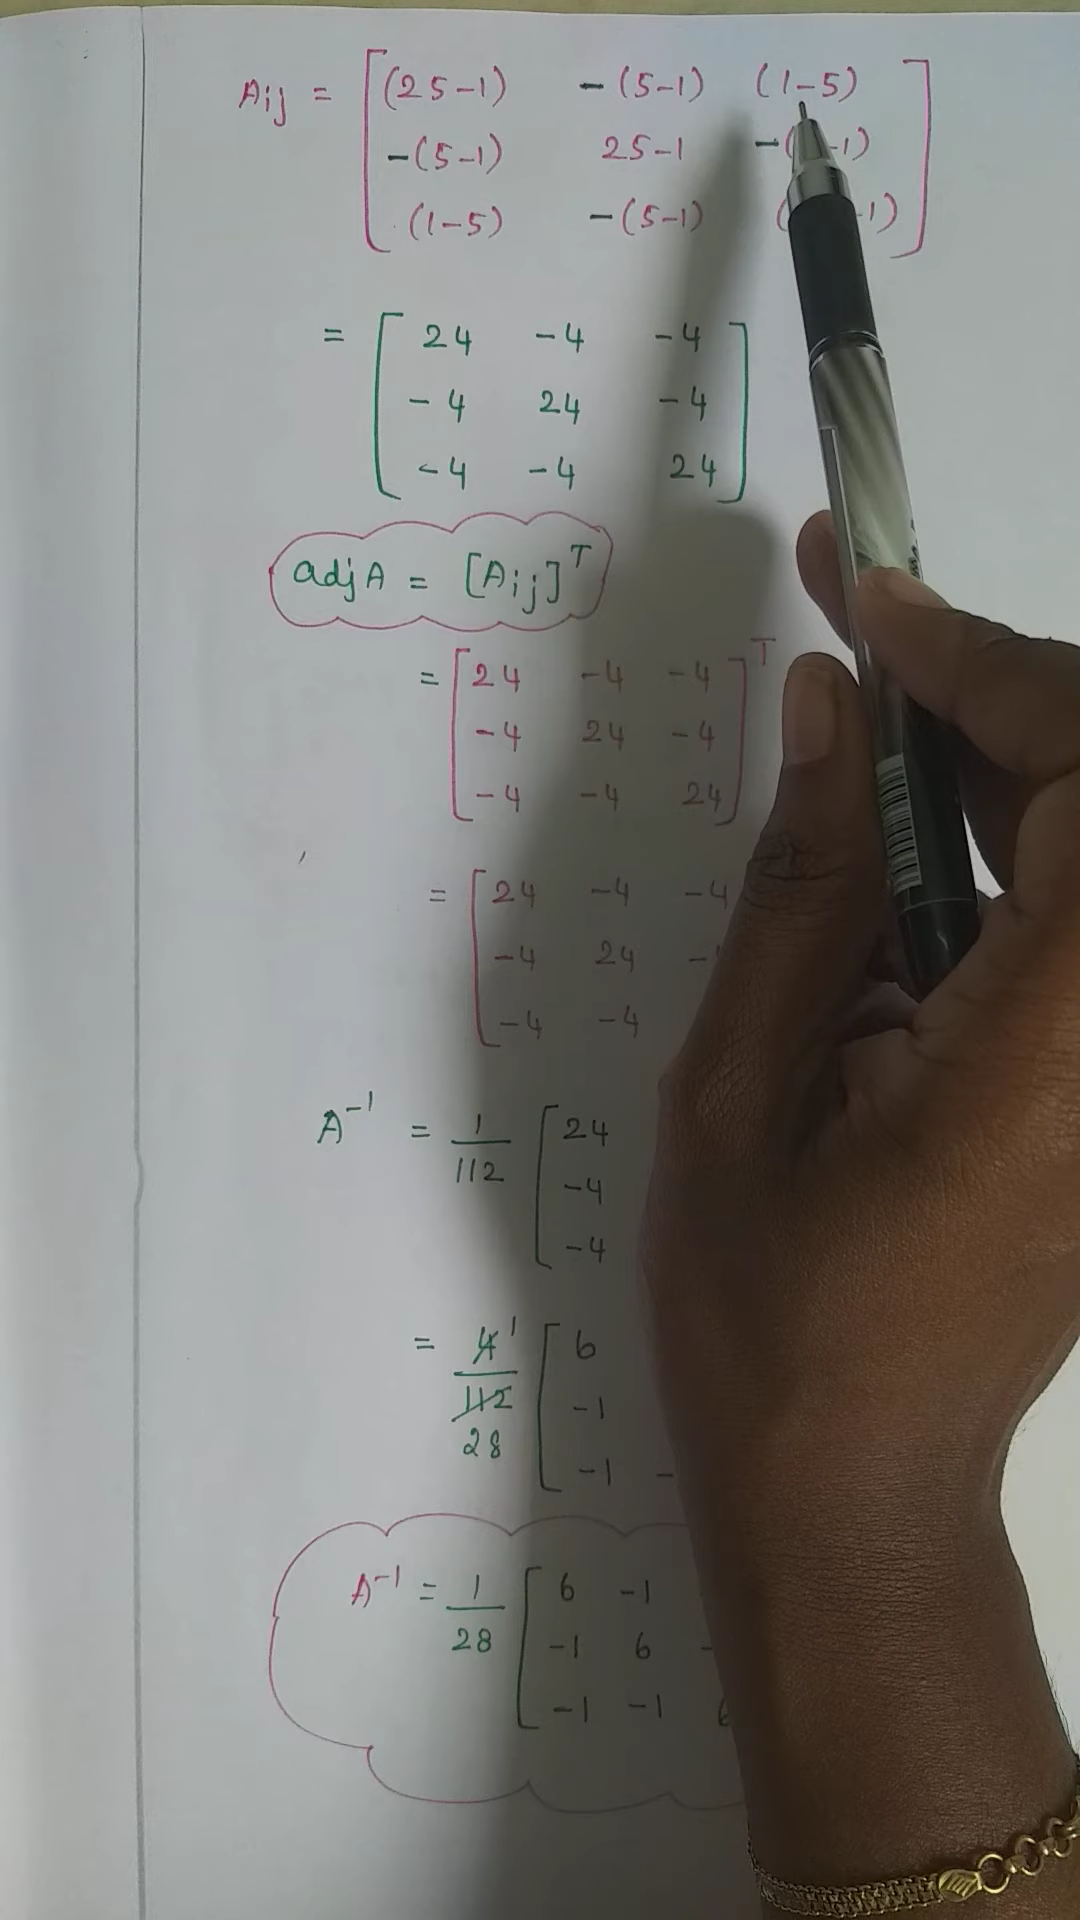 Aij = [ (25-1) -(5-1) (1-5)
-(5-1) 25-1 -( -1)
(1-5) -(5-1) ( -1) ]
= [ 24 -4 -4
-4 24 -4
-4 -4 24 ]
adj A = [Aij]^T
= [ 24 -4 -4
-4 24 -4
-4 -4 24 ]^T
= [ 24 -4 -4
-4 24 -
-4 -4
A^-1 = 1/112 [ 24
-4
-4
= 4 1/112 28 [ 6
-1
-1 -
A^-1 = 1/28 [ 6 -1
-1 6 -
-1 -1 6